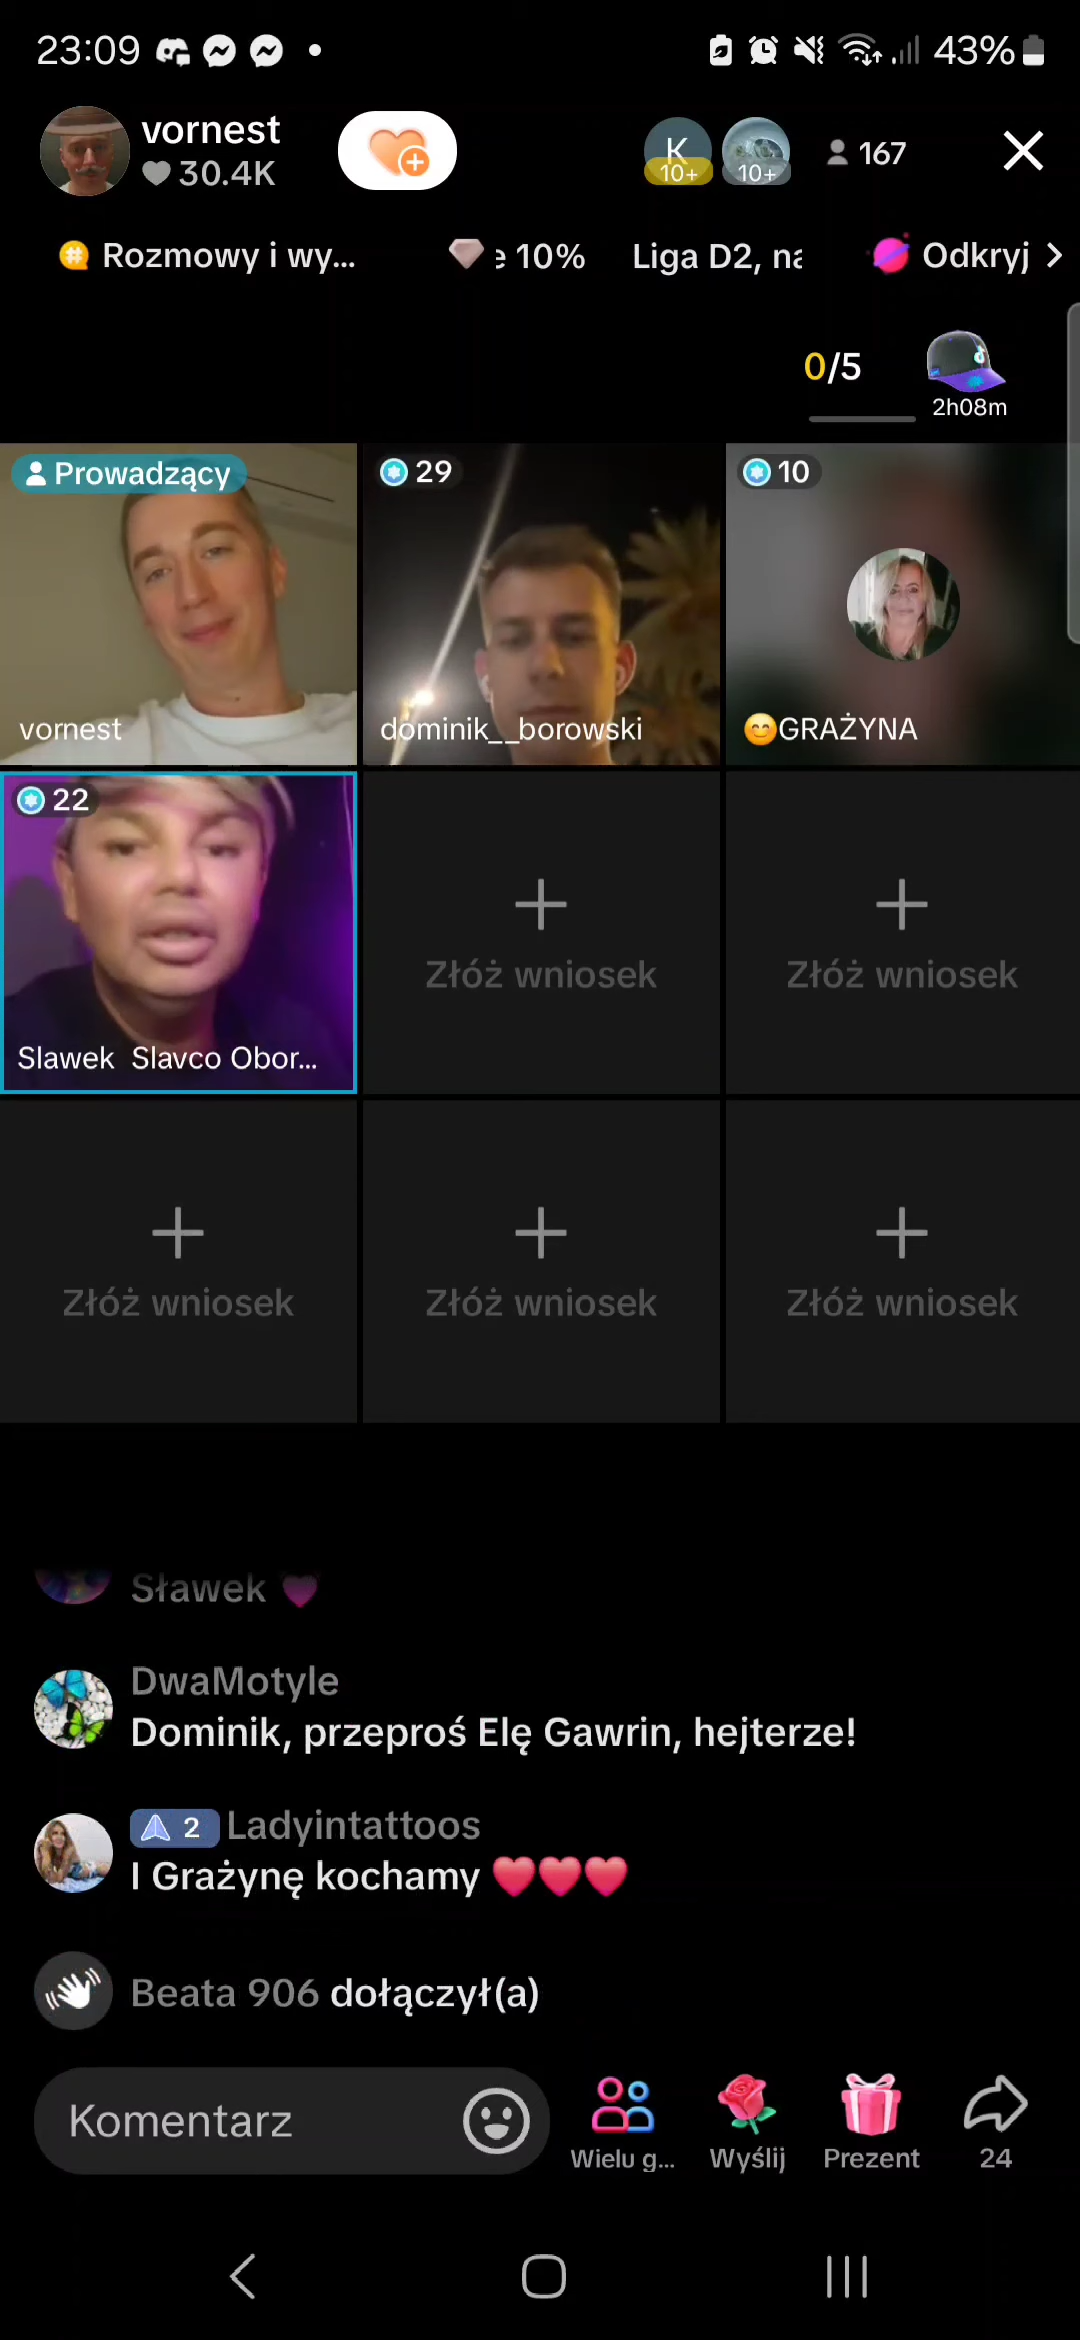 23:09
43%
vornest
30.4K
K
10+
10+
167
Rozmowy i wy...
e 10%
Liga D2, na
Odkryj
0/5
2h08m
Prowadzący
29
10
vornest
dominik__borowski
😊GRAŻYNA
22
Slawek Slavco Obor...
Złóż wniosek
Złóż wniosek
Złóż wniosek
Złóż wniosek
Złóż wniosek
Sławek 💗
DwaMotyle
Dominik, przeproś Elę Gawrin, hejterze!
2 Ladyintattoos
I Grażynę kochamy ❤️❤️❤️
Beata 906 dołączył(a)
Komentarz
Wielu g...
Wyślij
Prezent
24